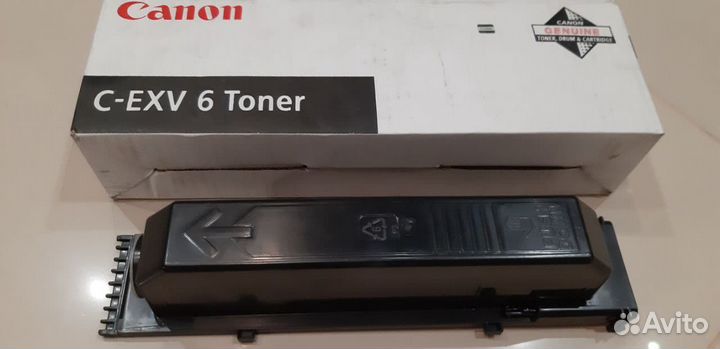 Canon
CANON
GENUINE
TONER, DRUM & CARTRIDGE
C-EXV 6 Toner
Avito